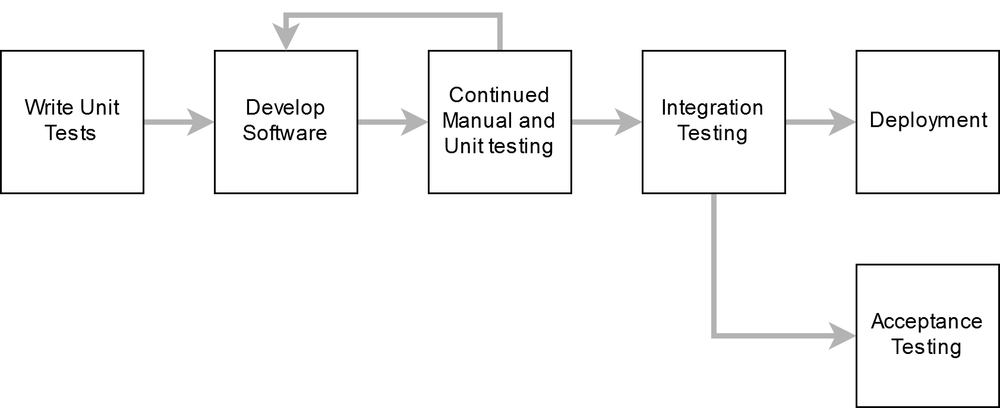 Write Unit
Tests
Develop
Software
Continued
Manual and
Unit testing
Integration
Testing
Deployment
Acceptance
Testing